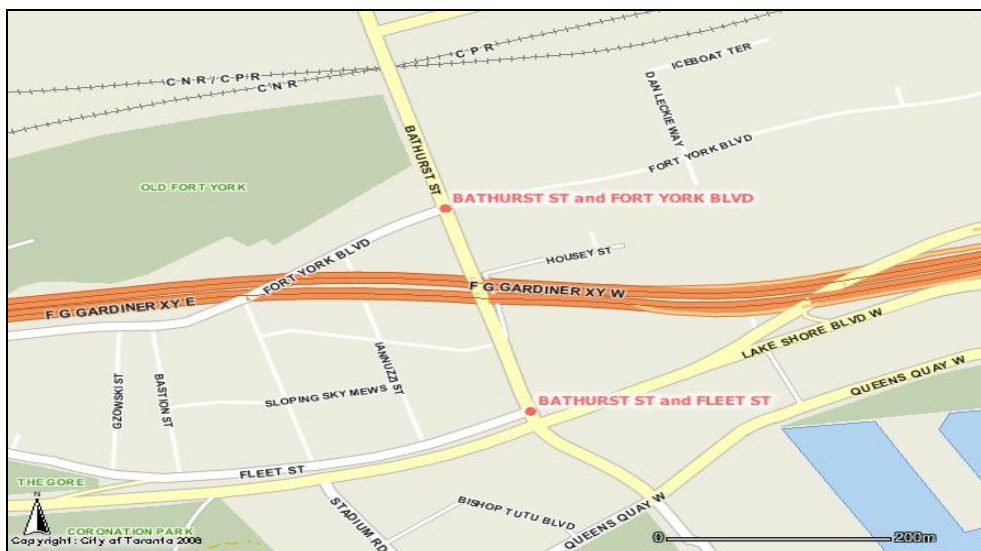 C P R
C N R / C P R
C N R
ICEBOAT TER
DAN LECKIE WAY
BATHURST ST
FORT YORK BLVD
OLD FORT YORK
BATHURST ST and FORT YORK BLVD
FORT YORK BLVD
HOUSEY ST
F G GARDINER XY W
F G GARDINER XY E
LAKE SHORE BLVD W
GZOWSKI ST
BASTION ST
IANNUZZI ST
SLOPING SKY MEWS
QUEENS QUAY W
BATHURST ST and FLEET ST
FLEET ST
THE GORE
N
STADIUM RD
BISHOP TUTU BLVD
QUEENS QUAY W
CORONATION PARK
Copyright : City of Toronto 2008
0 200m